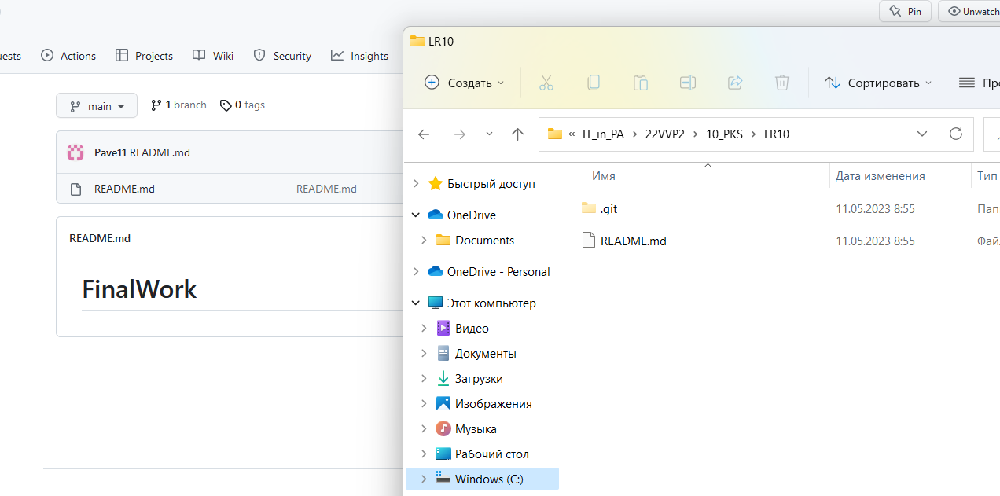 Pin
Unwatch
uests
Actions
Projects
Wiki
Security
Insights
main
1 branch
0 tags
Pave11 README.md
README.md
README.md
README.md
FinalWork
LR10
Создать
Сортировать
Про
« IT_in_PA > 22VVP2 > 10_PKS > LR10
Имя
Дата изменения
Тип
.git
11.05.2023 8:55
Пап
README.md
11.05.2023 8:55
Фай
Быстрый доступ
OneDrive
Documents
OneDrive - Personal
Этот компьютер
Видео
Документы
Загрузки
Изображения
Музыка
Рабочий стол
Windows (C:)